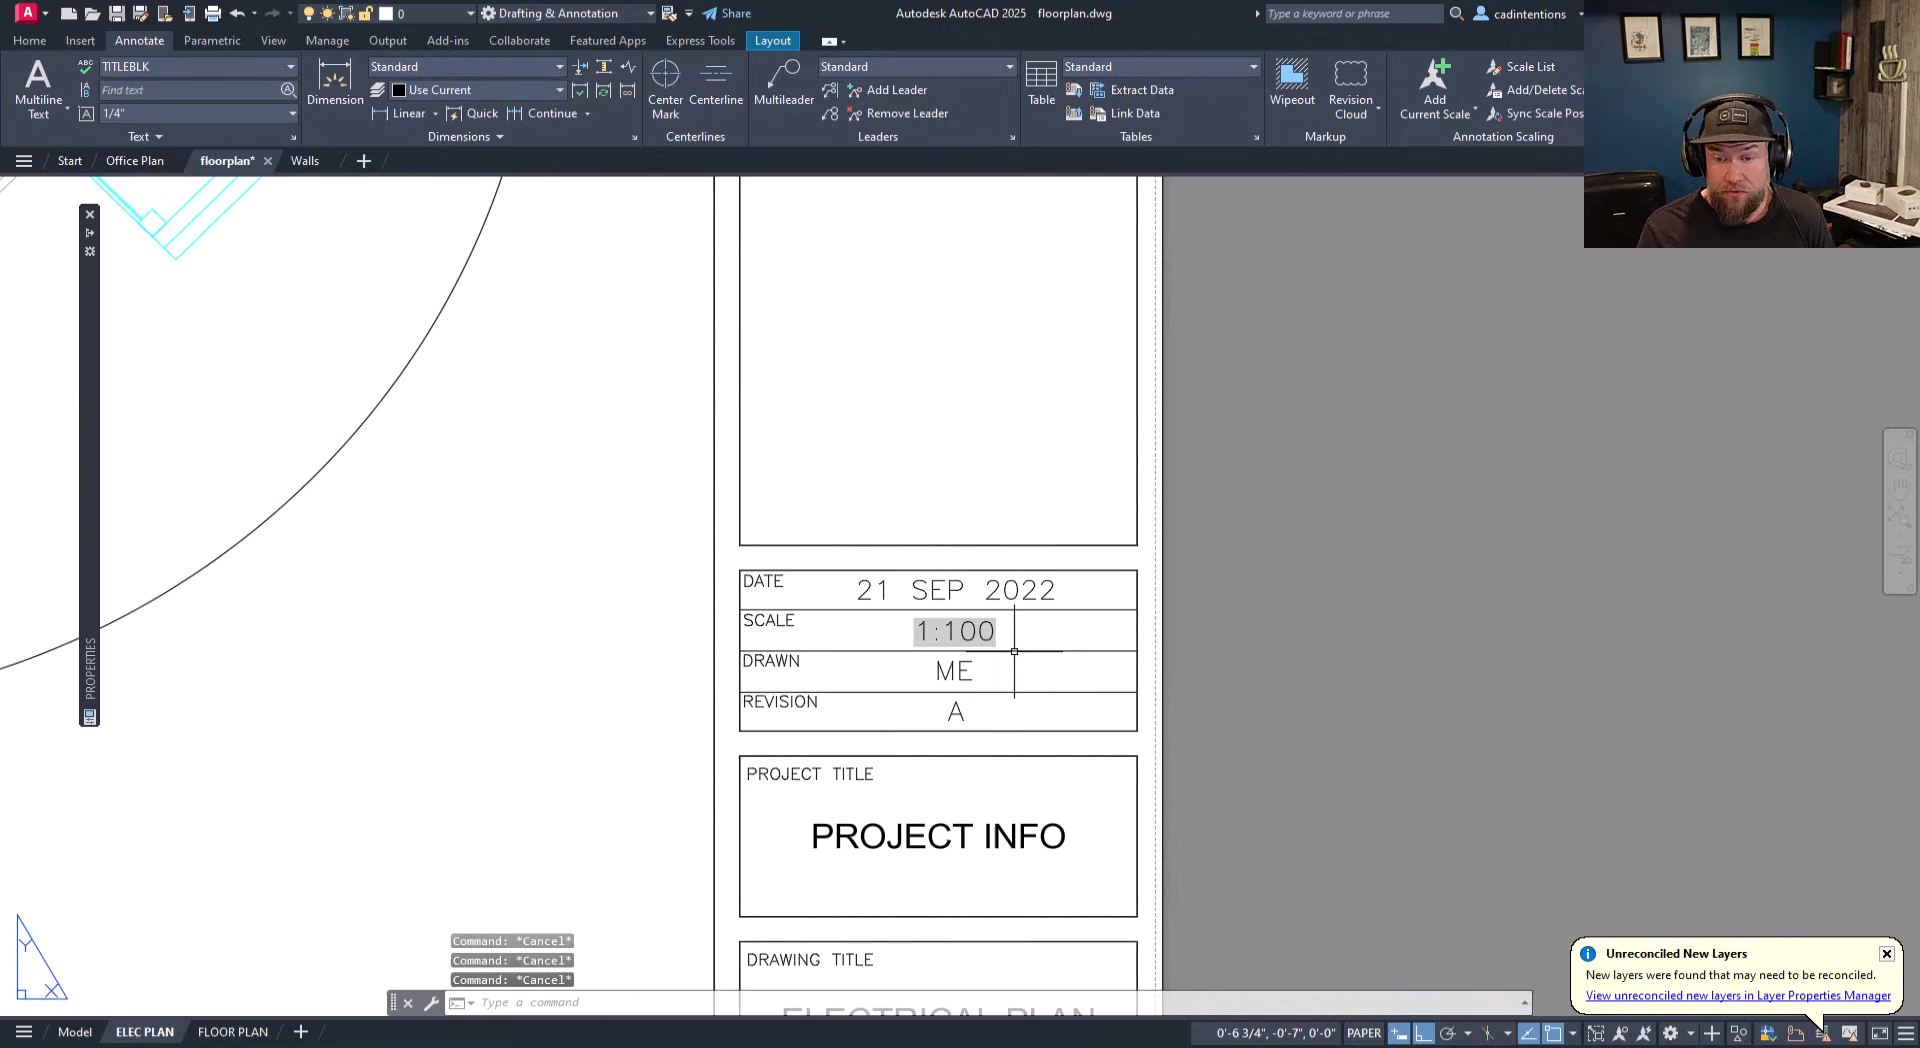 A 0 Drafting & Annotation Share Autodesk AutoCAD 2025 floorplan.dwg Type a keyword or phrase cadintentions
Home Insert Annotate Parametric View Manage Output Add-ins Collaborate Featured Apps Express Tools Layout
A Multiline Text
ABC TITLEBLK
Find text
1/4"
Text
Dimension
Standard
Use Current
Linear Quick Continue
Dimensions
Center Mark Centerline
Centerlines
Multileader
Standard
Add Leader
Remove Leader
Leaders
Table
Standard
Extract Data
Link Data
Tables
Wipeout Revision Cloud
Markup
Add Current Scale
Scale List
Add/Delete Sca
Sync Scale Pos
Annotation Scaling
Start Office Plan floorplan* Walls
PROPERTIES
DATE 21 SEP 2022
SCALE 1:100
DRAWN ME
REVISION A
PROJECT TITLE
PROJECT INFO
DRAWING TITLE
ELECTRICAL PLAN
Y
X
Command: *Cancel*
Command: *Cancel*
Command: *Cancel*
Type a command
Unreconciled New Layers
New layers were found that may need to be reconciled.
View unreconciled new layers in Layer Properties Manager
Model ELEC PLAN FLOOR PLAN
0'-6 3/4", -0'-7", 0'-0" PAPER